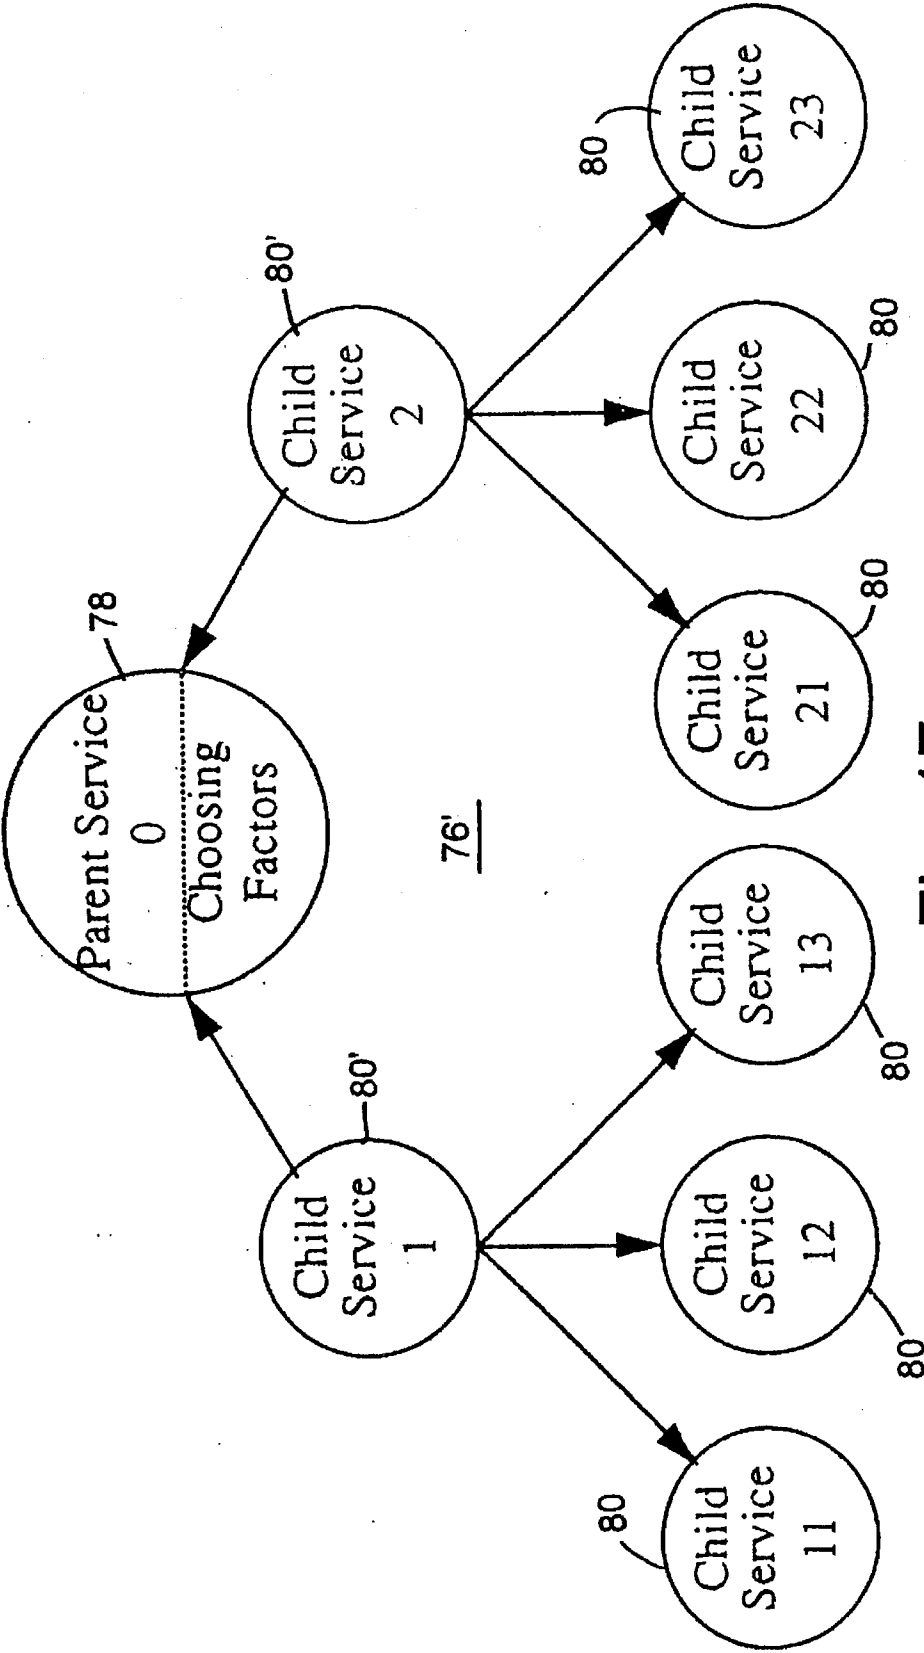 Parent Service
0
Choosing
Factors
78
Child
Service
1
80'
Child
Service
2
80'
76'
Child
Service
11
80
Child
Service
12
80
Child
Service
13
80
Child
Service
21
80
Child
Service
22
80
Child
Service
23
80